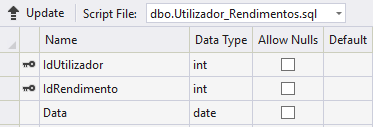 Update Script File: dbo.Utilizador_Rendimentos.sql
Name Data Type Allow Nulls Default
IdUtilizador int
IdRendimento int
Data date